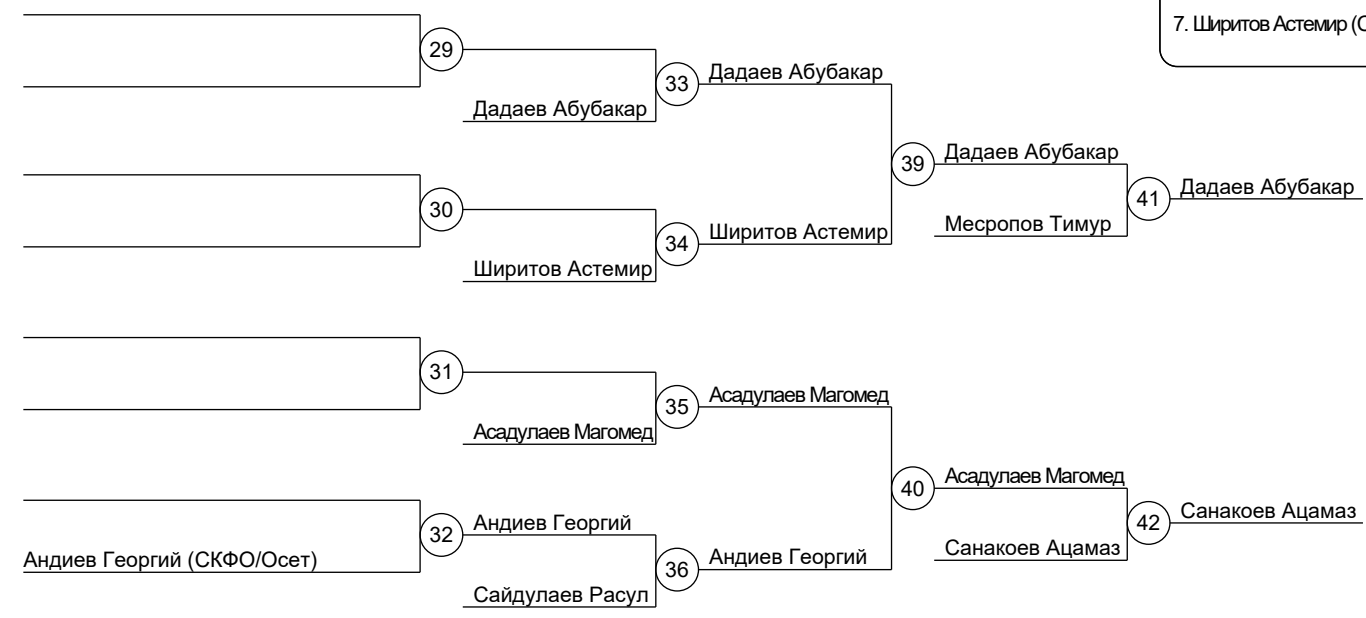 7. Ширитов Астемир (С
29
33
Дадаев Абубакар
Дадаев Абубакар
39
Дадаев Абубакар
41
Дадаев Абубакар
30
34
Ширитов Астемир
Месропов Тимур
Ширитов Астемир
31
35
Асадулаев Магомед
Асадулаев Магомед
40
Асадулаев Магомед
42
Санакоев Ацамаз
32
Андиев Георгий
Андиев Георгий (СКФО/Осет)
36
Андиев Георгий
Санакоев Ацамаз
Сайдулаев Расул